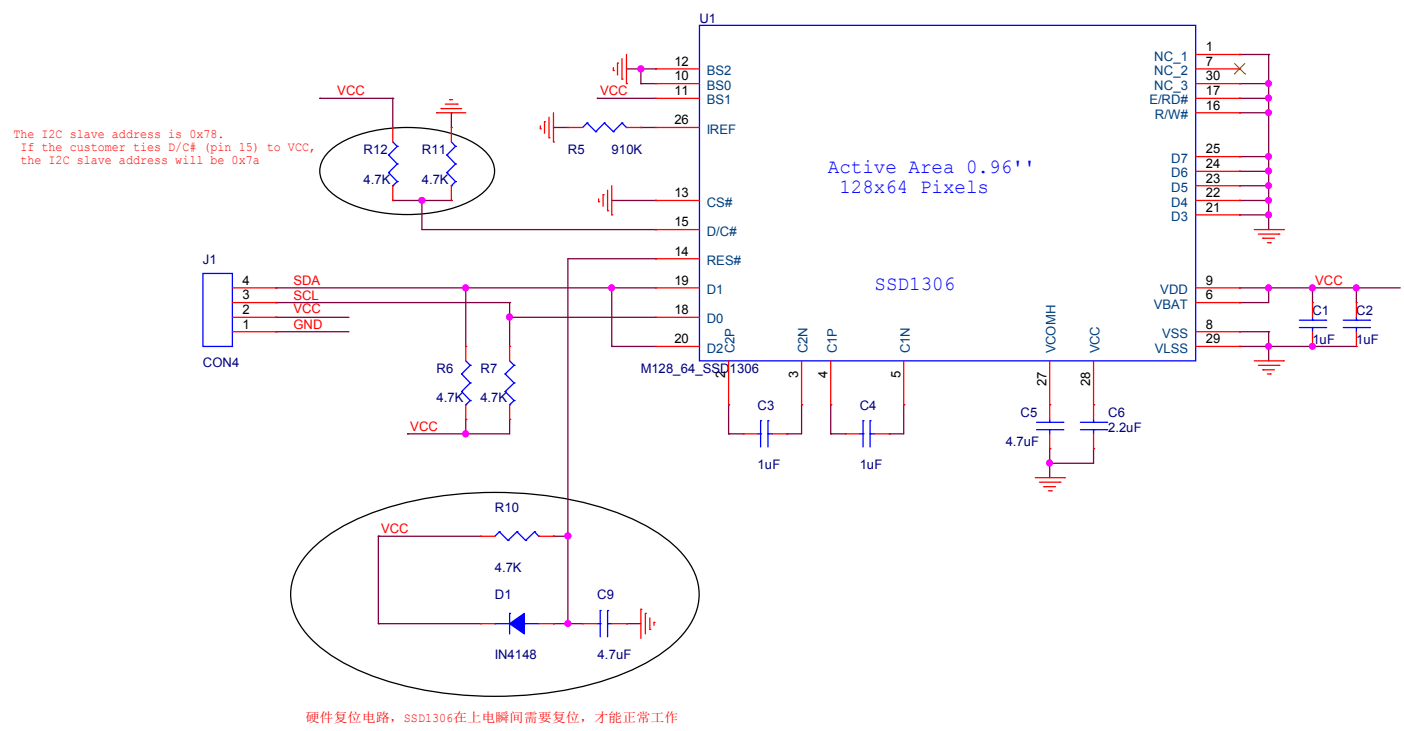 U1
12
BS2
10
BS0
11
BS1
VCC
26
IREF
R5
910K
13
CS#
15
D/C#
14
RES#
19
D1
18
D0
20
D2
M128_64_SSD1306
Active Area 0.96''
128x64 Pixels
SSD1306
1
NC_1
7
NC_2
30
NC_3
17
E/RD#
16
R/W#
25
D7
24
D6
23
D5
22
D4
21
D3
9
VDD
6
VBAT
8
VSS
29
VLSS
VCC
C1
1uF
C2
1uF
VCC
R12
4.7K
R11
4.7K
The I2C slave address is 0x78.
If the customer ties D/C# (pin 15) to VCC,
the I2C slave address will be 0x7a
J1
4
SDA
3
SCL
2
VCC
1
GND
CON4
R6
4.7K
R7
4.7K
VCC
C2P
C2N
C1P
C1N
VCOMH
VCC
2
3
4
5
27
28
C3
1uF
C4
1uF
C5
4.7uF
C6
2.2uF
R10
VCC
4.7K
D1
IN4148
C9
4.7uF
硬件复位电路，SSD1306在上电瞬间需要复位，才能正常工作